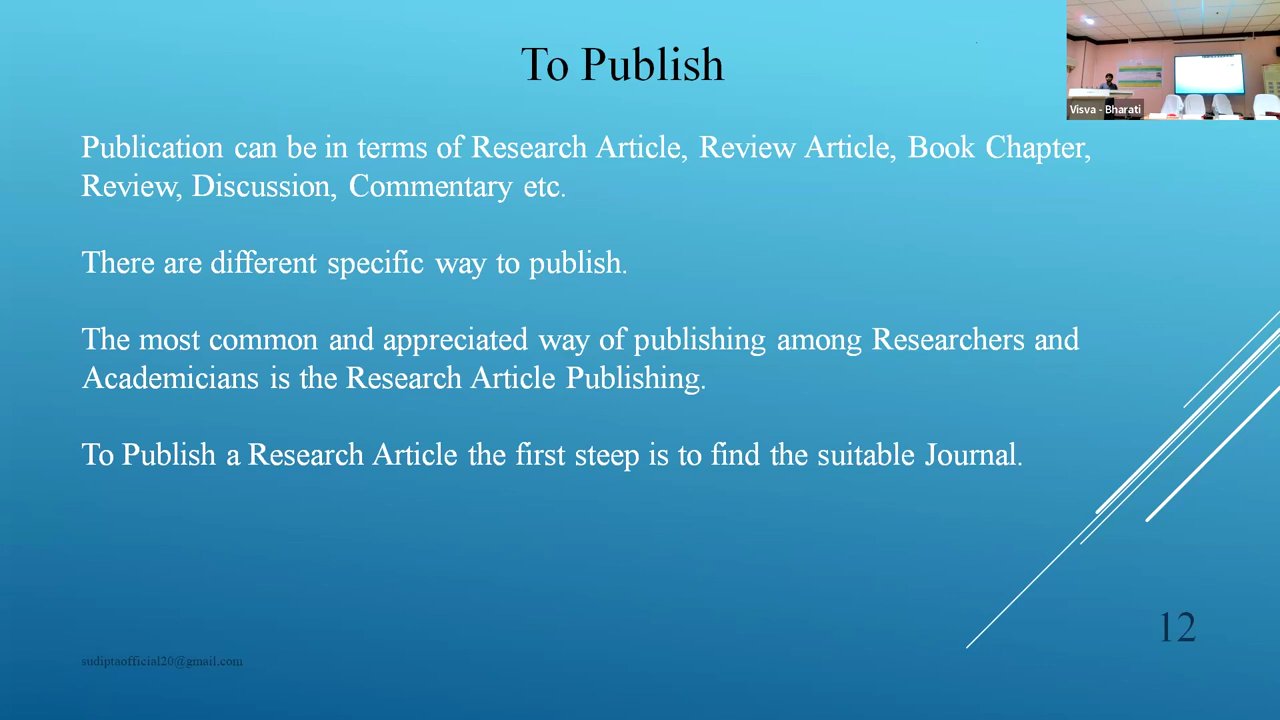 To Publish
Visva - Bharati
Publication can be in terms of Research Article, Review Article, Book Chapter,
Review, Discussion, Commentary etc.
There are different specific way to publish.
The most common and appreciated way of publishing among Researchers and
Academicians is the Research Article Publishing.
To Publish a Research Article the first steep is to find the suitable Journal.
12
sudiptaofficial20@gmail.com